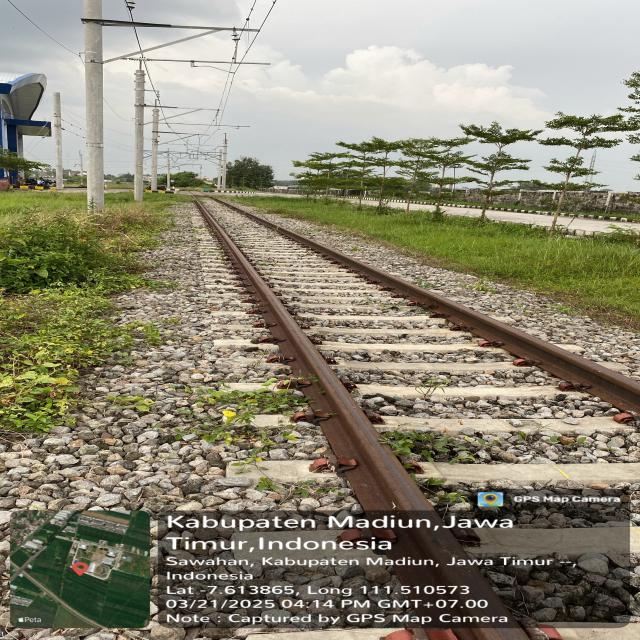 GPS Map Camera
Kabupaten Madiun,Jawa
Timur,Indonesia
Sawahan, Kabupaten Madiun, Jawa Timur --,
Indonesia
Lat -7.613865, Long 111.510573
03/21/2025 04:14 PM GMT+07.00
Note : Captured by GPS Map Camera
Peta